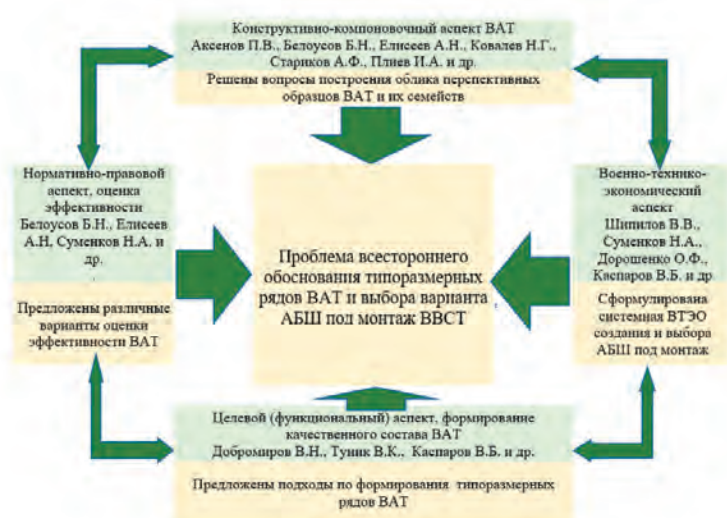 Конструктивно-компоновочный аспект ВАТ
Аксенов П.В., Белоусов Б.Н., Елисеев А.Н., Ковалев Н.Г.,
Стариков А.Ф., Плиев И.А. и др.
Решены вопросы построения облика перспективных
образцов ВАТ и их семейств
Нормативно-правовой
аспект, оценка
эффективности
Белоусов Б.Н., Елисеев
А.Н, Суменков Н.А. и
др.
.
Предложены различные
варианты оценки
эффективности ВАТ
Проблема всестороннего
обоснования типоразмерных
рядов ВАТ и выбора варианта
АБШ под монтаж ВВСТ
Военно-технико-
экономический
аспект
Шипилов В.В.,
Суменков Н.А.,
Дорошенко О.Ф.,
Каспаров В.Б. и др.
Сформулирована
системная ВТЭО
создания и выбора
АБШ под монтаж
Целевой (функциональный) аспект, формирование
качественного состава ВАТ
Добромиров В.Н., Туник В.К., Каспаров В.Б. и др.
Предложены подходы по формирования типоразмерных
рядов ВАТ